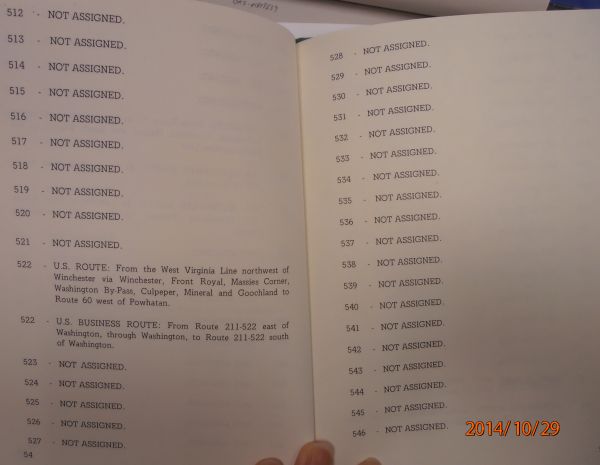 512 - NOT ASSIGNED.
513 - NOT ASSIGNED.
514 - NOT ASSIGNED.
515 - NOT ASSIGNED.
516 - NOT ASSIGNED.
517 - NOT ASSIGNED.
518 - NOT ASSIGNED.
519 - NOT ASSIGNED.
520 - NOT ASSIGNED.
521 - NOT ASSIGNED.
522 - U.S. ROUTE: From the West Virginia Line northwest of
Winchester via Winchester, Front Royal, Massies Corner,
Washington By-Pass, Culpeper, Mineral and Goochland to
Route 60 west of Powhatan.
522 - U.S. BUSINESS ROUTE: From Route 211-522 east of
Washington, through Washington, to Route 211-522 south
of Washington.
523 - NOT ASSIGNED.
524 - NOT ASSIGNED.
525 - NOT ASSIGNED.
526 - NOT ASSIGNED.
527 - NOT ASSIGNED.
54
528 - NOT ASSIGNED.
529 - NOT ASSIGNED.
530 - NOT ASSIGNED.
531 - NOT ASSIGNED.
532 - NOT ASSIGNED.
533 - NOT ASSIGNED.
534 - NOT ASSIGNED.
535 - NOT ASSIGNED.
536 - NOT ASSIGNED.
537 - NOT ASSIGNED.
538 - NOT ASSIGNED.
539 - NOT ASSIGNED.
540 - NOT ASSIGNED.
541 - NOT ASSIGNED.
542 - NOT ASSIGNED.
543 - NOT ASSIGNED.
544 - NOT ASSIGNED.
545 - NOT ASSIGNED.
546 - NOT ASSIGNED.
2014/10/29